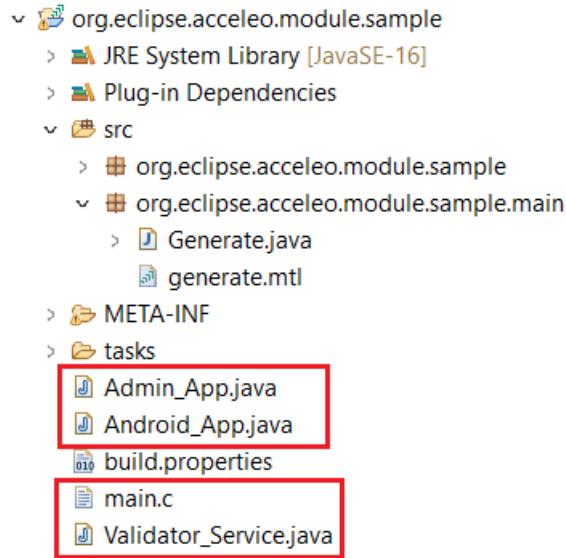 org.eclipse.acceleo.module.sample
JRE System Library [JavaSE-16]
Plug-in Dependencies
src
org.eclipse.acceleo.module.sample
org.eclipse.acceleo.module.sample.main
Generate.java
generate.mtl
META-INF
tasks
Admin_App.java
Android_App.java
build.properties
main.c
Validator_Service.java